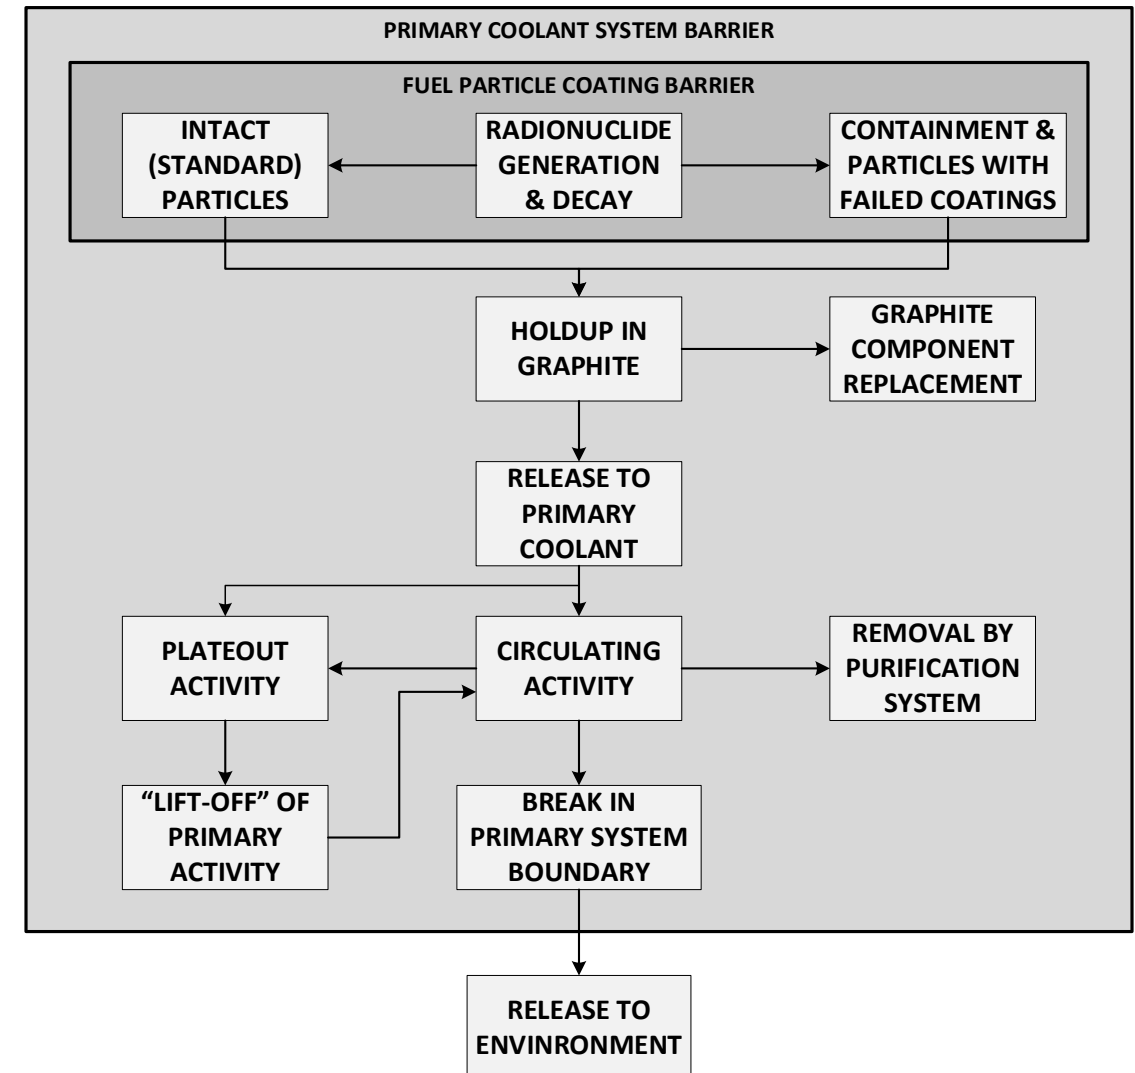 PRIMARY COOLANT SYSTEM BARRIER
FUEL PARTICLE COATING BARRIER
INTACT
(STANDARD)
PARTICLES
RADIONUCLIDE
GENERATION
& DECAY
CONTAINMENT &
PARTICLES WITH
FAILED COATINGS
HOLDUP IN
GRAPHITE
GRAPHITE
COMPONENT
REPLACEMENT
RELEASE TO
PRIMARY
COOLANT
PLATEOUT
ACTIVITY
CIRCULATING
ACTIVITY
REMOVAL BY
PURIFICATION
SYSTEM
“LIFT-OFF” OF
PRIMARY
ACTIVITY
BREAK IN
PRIMARY SYSTEM
BOUNDARY
RELEASE TO
ENVINRONMENT